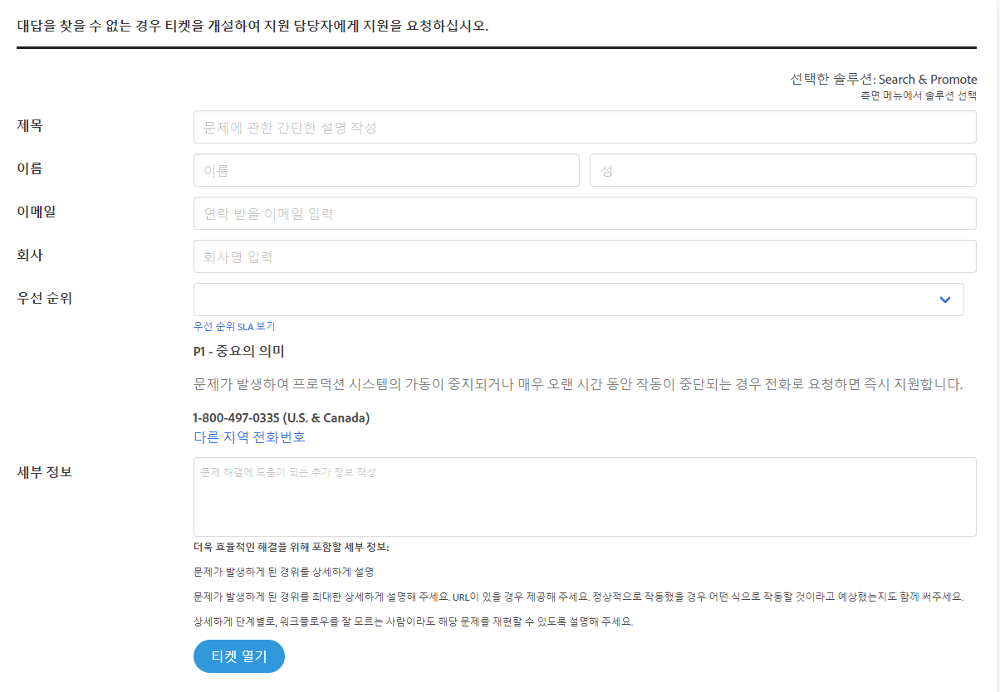 대답을 찾을 수 없는 경우 티켓을 개설하여 지원 담당자에게 지원을 요청하십시오.
선택한 솔루션: Search & Promote
측면 메뉴에서 솔루션 선택
제목
문제에 관한 간단한 설명 작성
이름
이름
성
이메일
연락 받을 이메일 입력
회사
회사명 입력
우선 순위
우선 순위 SLA 보기
P1 - 중요의 의미
문제가 발생하여 프로덕션 시스템의 가동이 중지되거나 매우 오랜 시간 동안 작동이 중단되는 경우 전화로 요청하면 즉시 지원합니다.
1-800-497-0335 (U.S. & Canada)
다른 지역 전화번호
세부 정보
문제 해결에 도움이 되는 추가 정보 작성
더욱 효율적인 해결을 위해 포함할 세부 정보:
문제가 발생하게 된 경위를 상세하게 설명
문제가 발생하게 된 경위를 최대한 상세하게 설명해 주세요. URL이 있을 경우 제공해 주세요. 정상적으로 작동했을 경우 어떤 식으로 작동할 것이라고 예상했는지도 함께 써주세요.
상세하게 단계별로, 워크플로우를 잘 모르는 사람이라도 해당 문제를 재현할 수 있도록 설명해 주세요.
티켓 열기